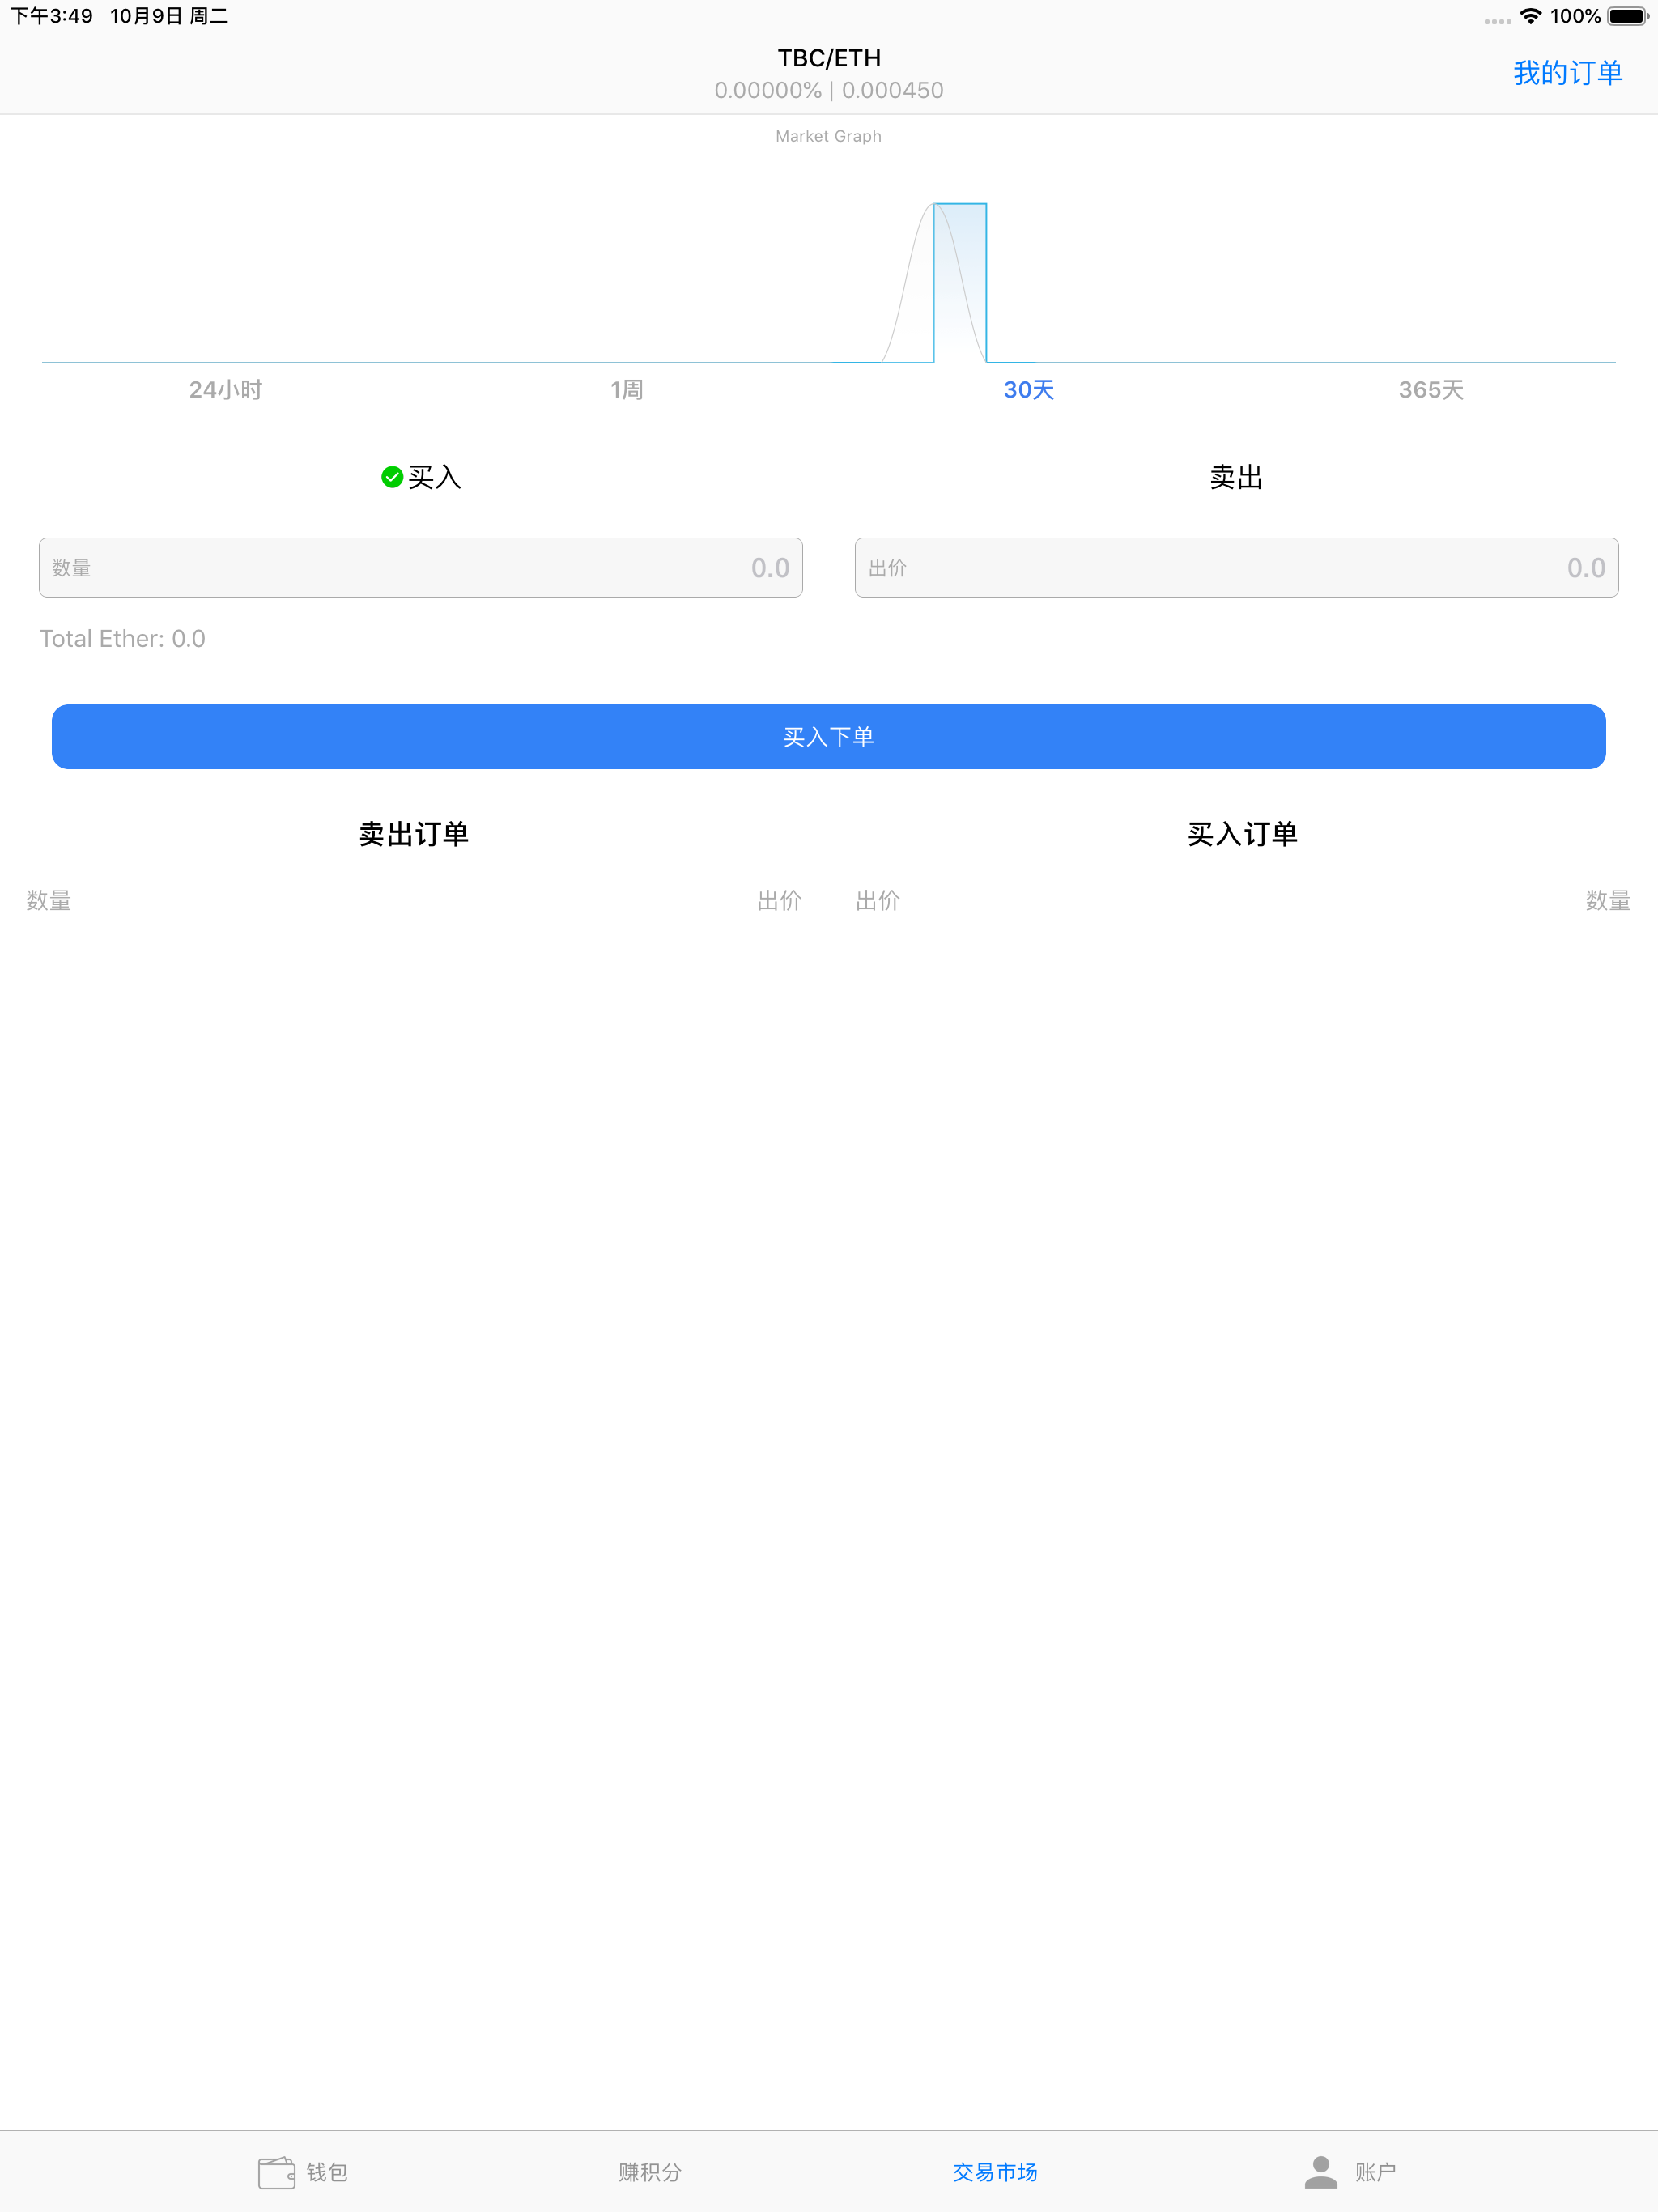 下午3:49 10月9日 周二 100%
TBC/ETH
0.00000% | 0.000450
我的订单
Market Graph
24小时 1周 30天 365天
买入 卖出
数量 0.0 出价 0.0
Total Ether: 0.0
买入下单
卖出订单 买入订单
数量 出价 出价 数量
钱包 赚积分 交易市场 账户